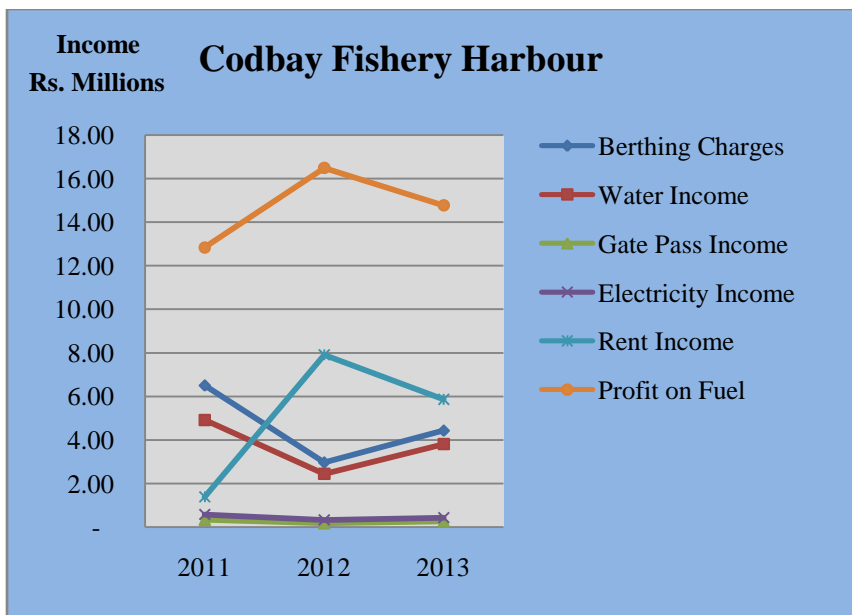 Income
Rs. Millions
Codbay Fishery Harbour
18.00
16.00
14.00
12.00
10.00
8.00
6.00
4.00
2.00
-
2011 2012 2013
Berthing Charges
Water Income
Gate Pass Income
Electricity Income
Rent Income
Profit on Fuel